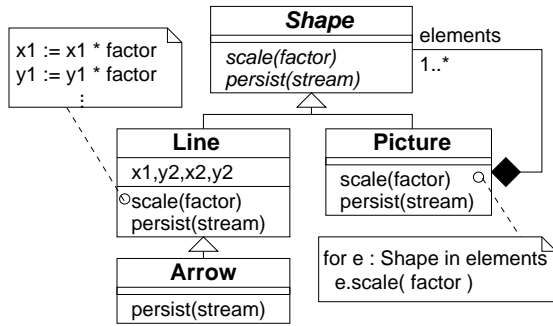 Shape
scale(factor)
persist(stream)
elements
1..*
x1 := x1 * factor
y1 := y1 * factor
⋮
Line
x1,y2,x2,y2
scale(factor)
persist(stream)
Picture
scale(factor)
persist(stream)
Arrow
persist(stream)
for e : Shape in elements
e.scale( factor )